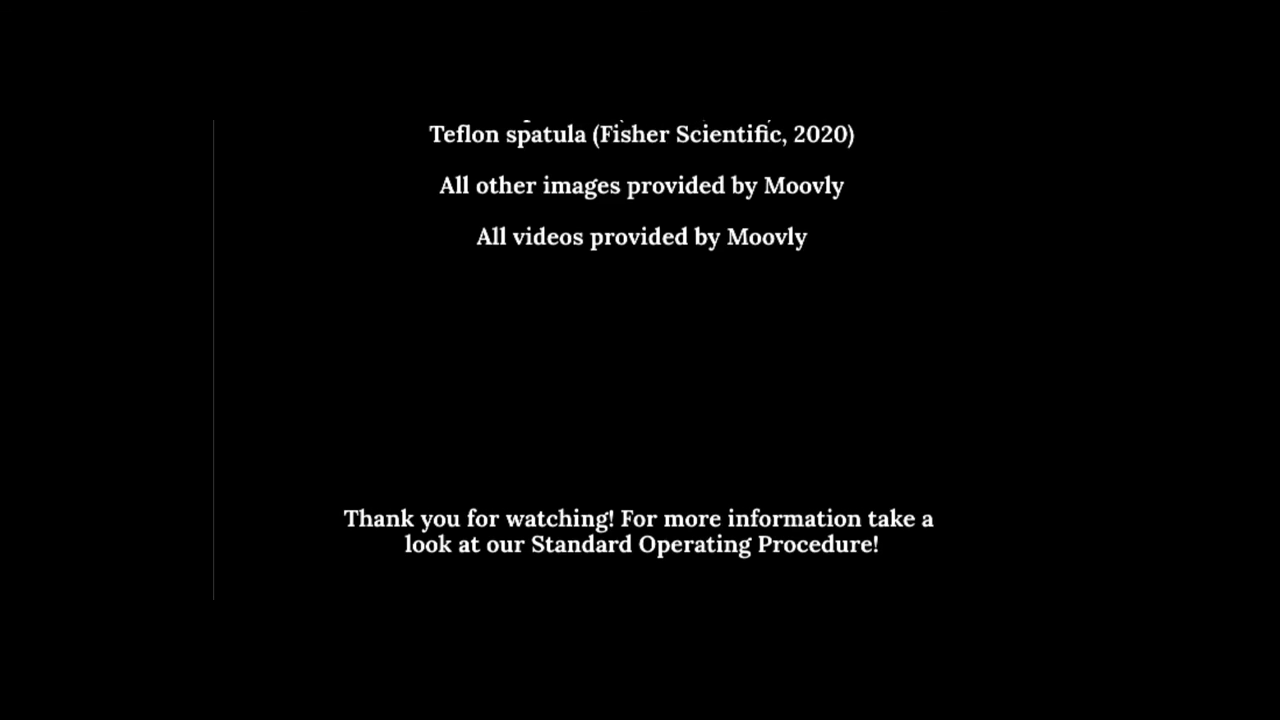 Teflon spatula (Fisher Scientific, 2020)
All other images provided by Moovly
All videos provided by Moovly
Thank you for watching! For more information take a
look at our Standard Operating Procedure!